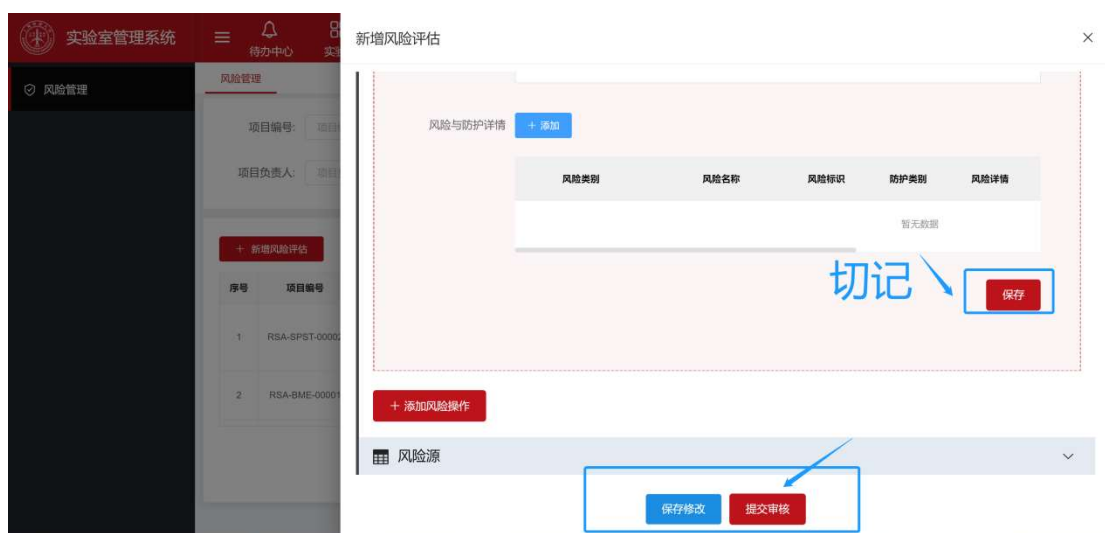 实验室管理系统
待办中心
新增风险评估
风险管理
风险管理
项目编号:
项目负责人:
+ 新增风险评估
序号 项目编号
1 RSA-SPST-0000
2 RSA-BME-00001
风险与防护详情 + 添加
风险类别 风险名称 风险标识 防护类别 风险详情
暂无数据
切记
保存
+ 添加风险操作
风险源
保存修改 提交审核